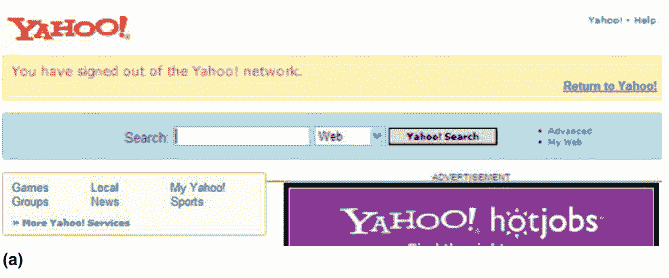 YAHOO!
Yahoo! - Help
You have signed out of the Yahoo! network.
Return to Yahoo!
Search: Web Yahoo! Search
• Advanced
• My Web
Games Local My Yahoo!
Groups News Sports
» More Yahoo! Services
ADVERTISEMENT
YAHOO! hotjobs
(a)